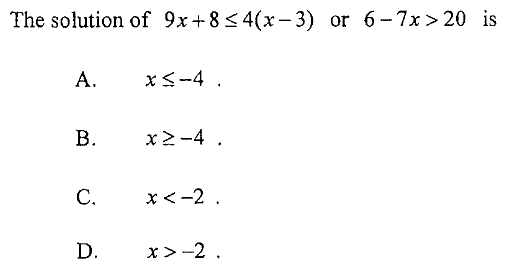 The solution of 9x+8≤4(x−3) or 6−7x>20 is
A. x≤−4 .
B. x≥−4 .
C. x<−2 .
D. x>−2 .